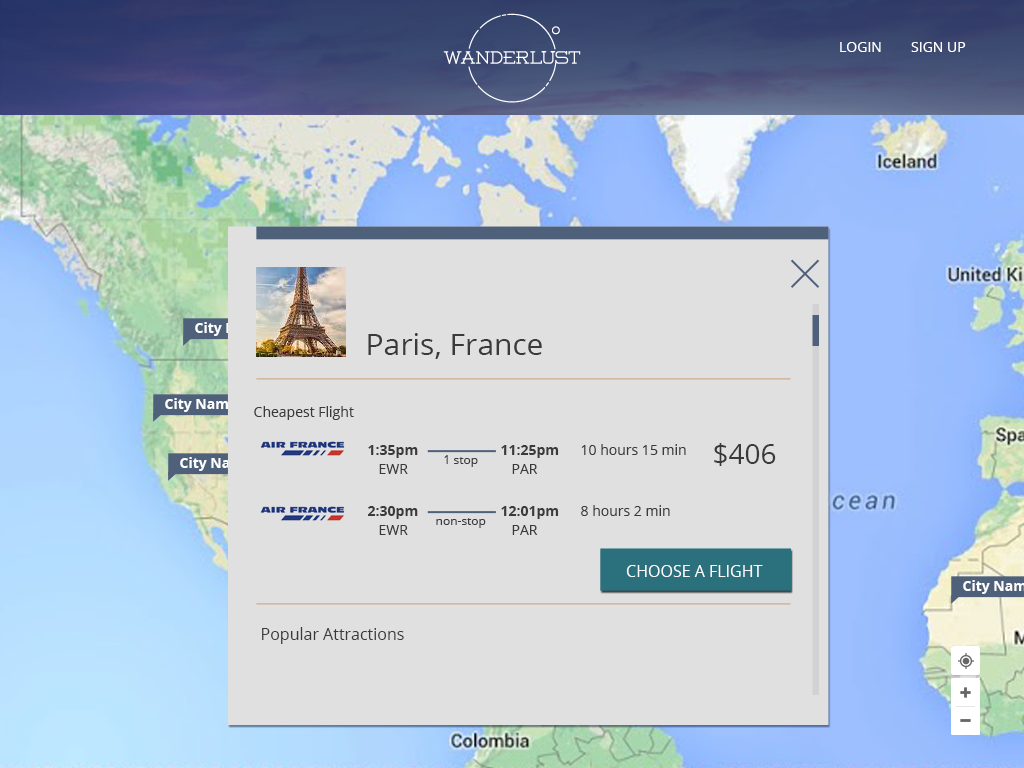 WANDERLUST
LOGIN SIGN UP
Iceland
United Ki
City
Paris, France
City Nam
Cheapest Flight
AIR FRANCE 1:35pm 1 stop 11:25pm 10 hours 15 min $406
EWR PAR
Spa
City Na
AIR FRANCE 2:30pm non-stop 12:01pm 8 hours 2 min
EWR PAR
cean
CHOOSE A FLIGHT
City Nam
Popular Attractions
M
Colombia